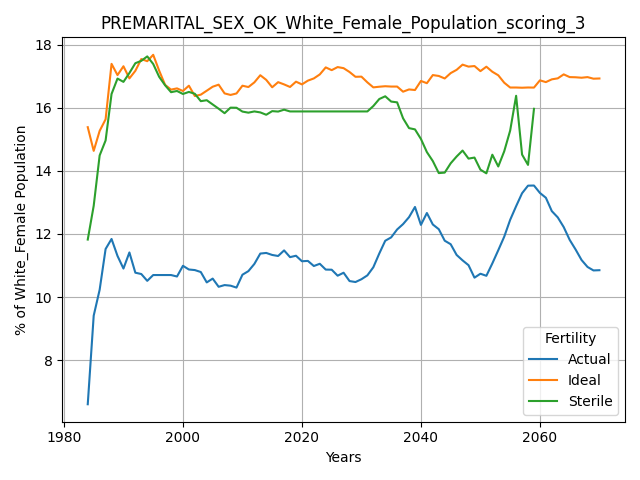 PREMARITAL_SEX_OK_White_Female_Population_scoring_3
% of White_Female Population
18
16
14
12
10
8
1980
2000
2020
2040
2060
Years
Fertility
Actual
Ideal
Sterile